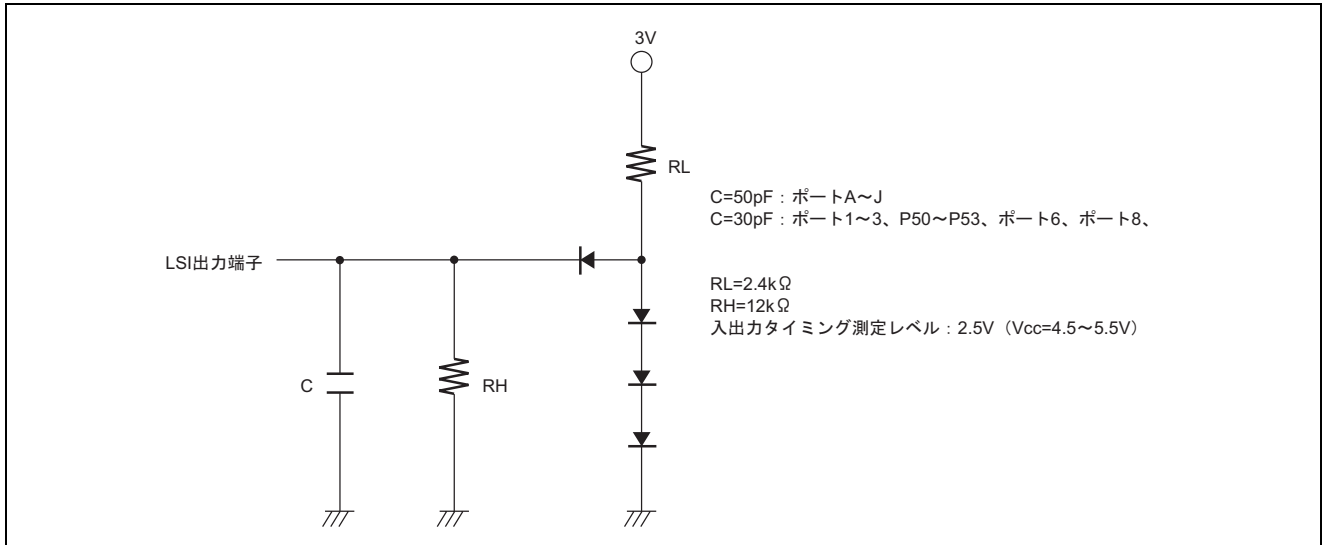 3V
RL
C=50pF：ポートA～J
C=30pF：ポート1～3、P50～P53、ポート6、ポート8、
LSI出力端子
RL=2.4kΩ
RH=12kΩ
入出力タイミング測定レベル：2.5V（Vcc=4.5～5.5V）
C
RH